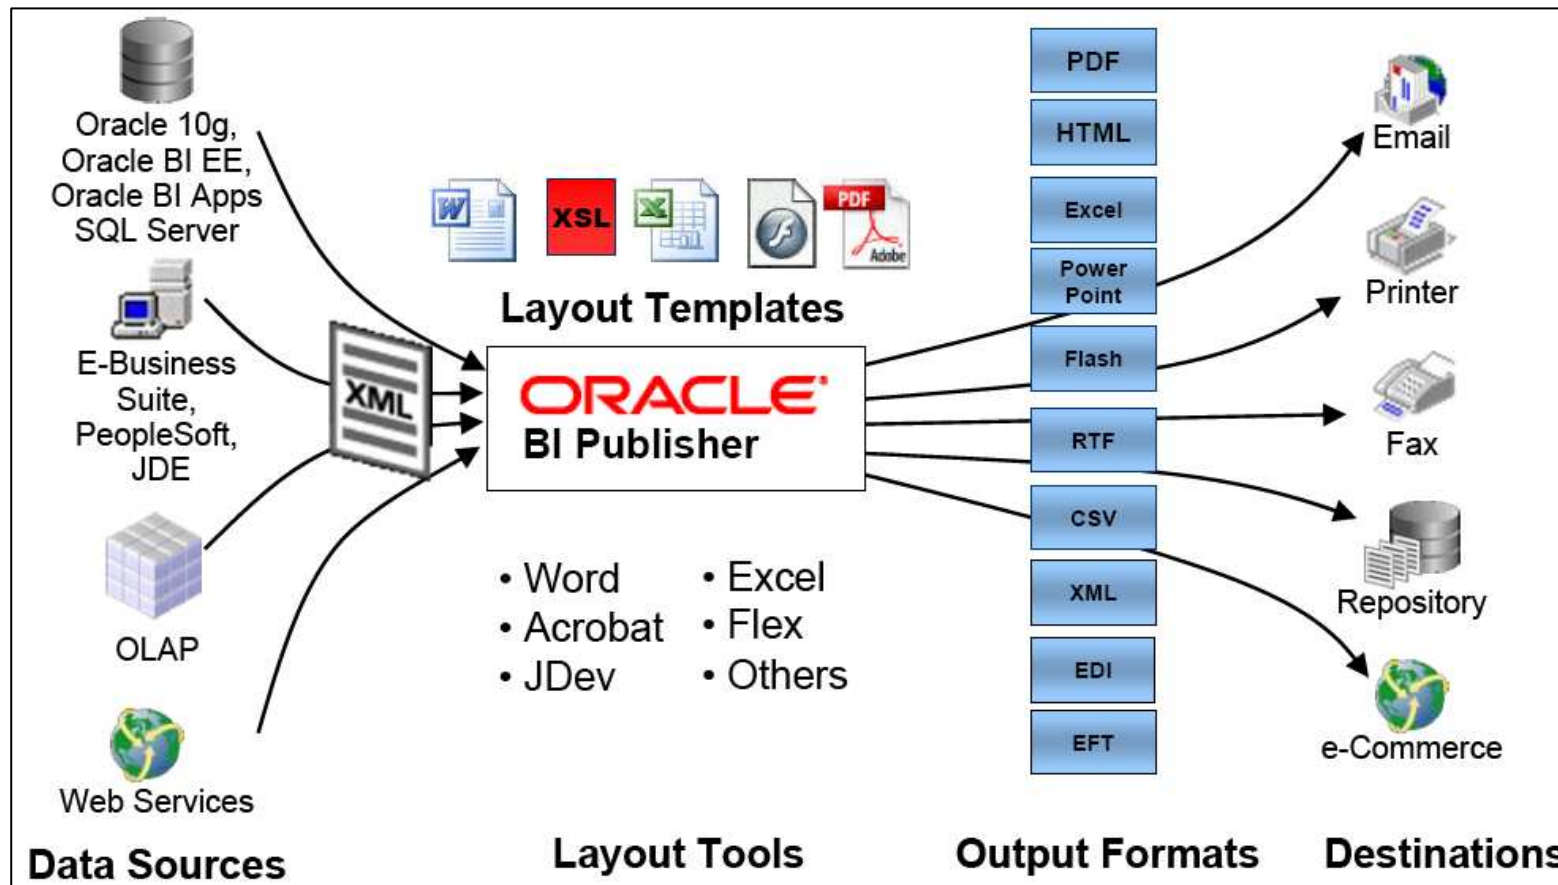 Oracle 10g,
Oracle BI EE,
Oracle BI Apps
SQL Server
E-Business
Suite,
PeopleSoft,
JDE
OLAP
Web Services
Data Sources
XML
W
XSL
X
PDF
Adobe
Layout Templates
ORACLE®
BI Publisher
• Word
• Acrobat
• JDev
• Excel
• Flex
• Others
Layout Tools
PDF
HTML
Excel
Power
Point
Flash
RTF
CSV
XML
EDI
EFT
Output Formats
Email
Printer
Fax
Repository
e-Commerce
Destinations